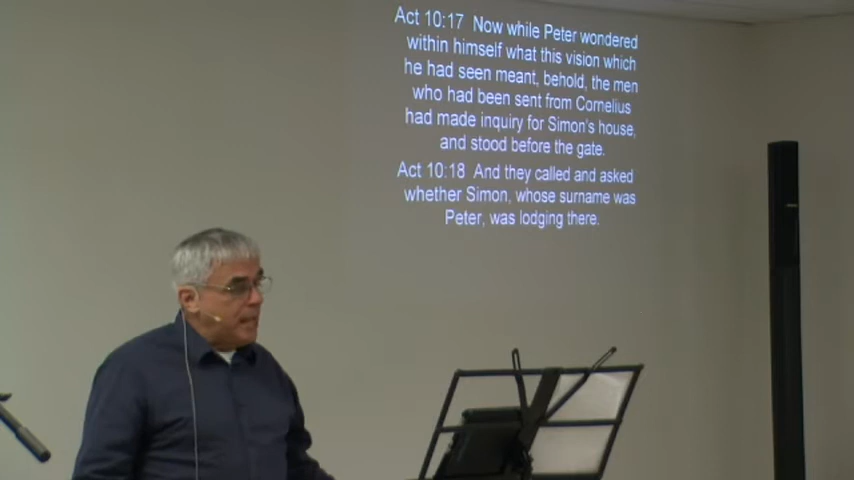 Act 10:17 Now while Peter wondered
within himself what this vision which
he had seen meant, behold, the men
who had been sent from Cornelius
had made inquiry for Simon's house,
and stood before the gate.
Act 10:18 And they called and asked
whether Simon, whose surname was
Peter, was lodging there.